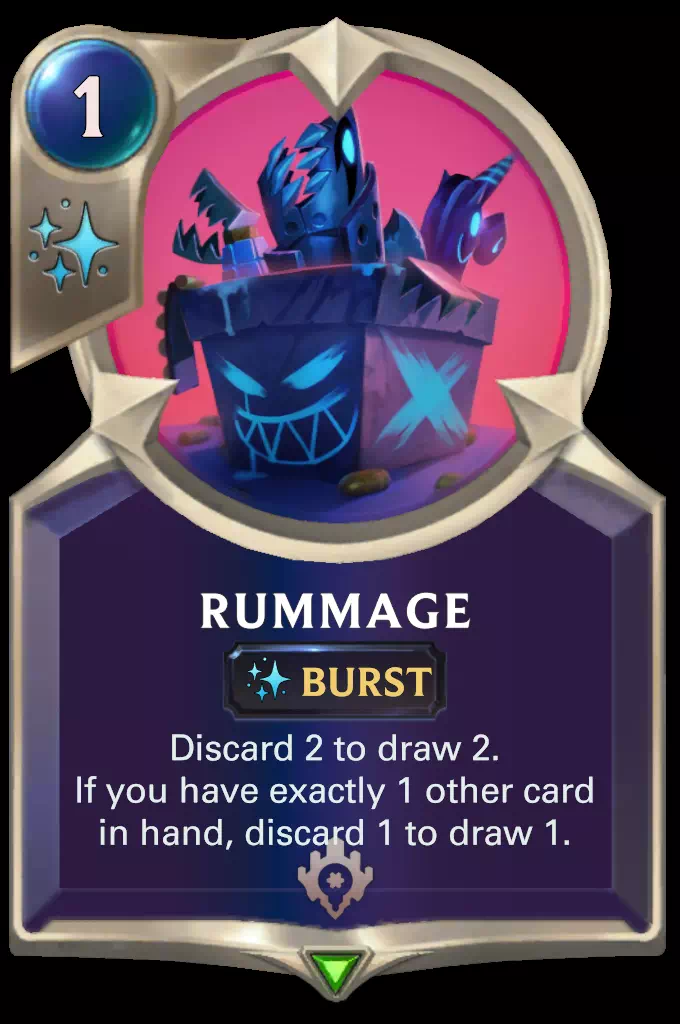 1
RUMMAGE
BURST
Discard 2 to draw 2.
If you have exactly 1 other card
in hand, discard 1 to draw 1.